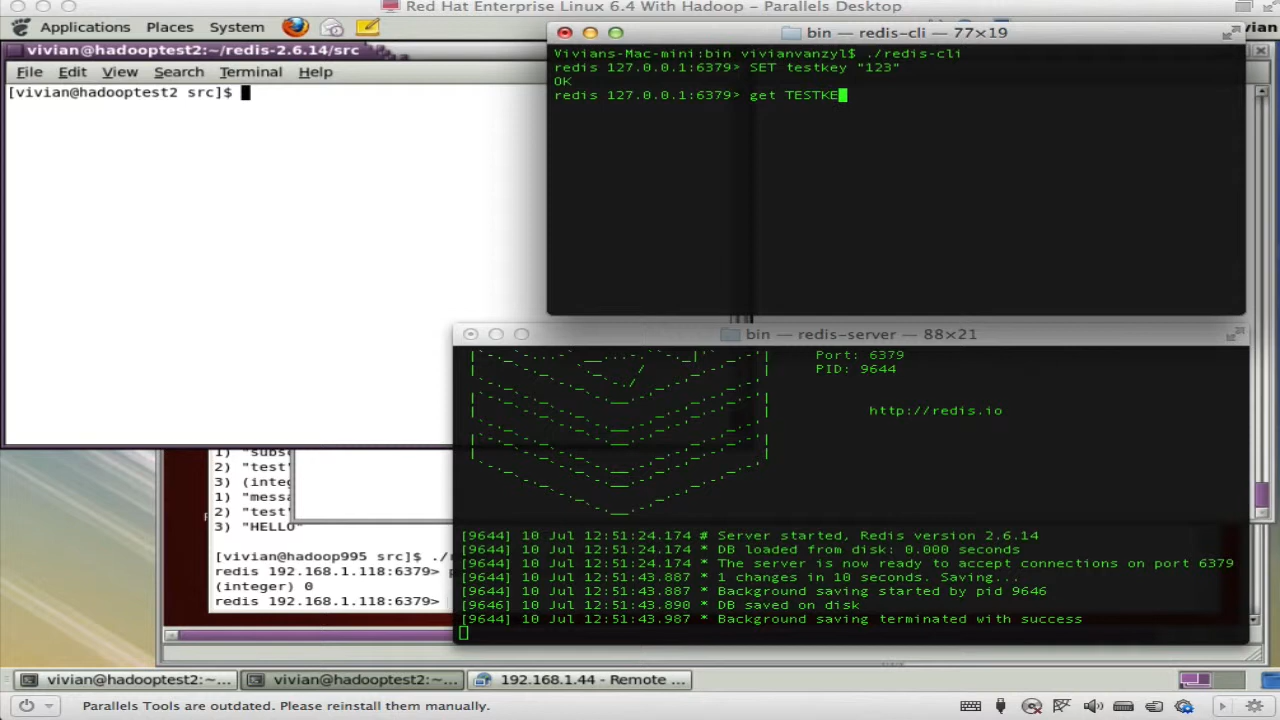 Red Hat Enterprise Linux 6.4 With Hadoop - Parallels Desktop
Applications Places System
vivian@hadooptest2:~/redis-2.6.14/src
File Edit View Search Terminal Help
[vivian@hadooptest2 src]$
bin — redis-cli — 77×19
Vivians-Mac-mini:bin vivianvanzyl$ ./redis-cli
redis 127.0.0.1:6379> SET testkey "123"
OK
redis 127.0.0.1:6379> get TESTKE
bin — redis-server — 88×21
Port: 6379
PID: 9644
http://redis.io
[9644] 10 Jul 12:51:24.174 # Server started, Redis version 2.6.14
[9644] 10 Jul 12:51:24.174 * DB loaded from disk: 0.000 seconds
[9644] 10 Jul 12:51:24.174 * The server is now ready to accept connections on port 6379
[9644] 10 Jul 12:51:43.887 * 1 changes in 10 seconds. Saving...
[9644] 10 Jul 12:51:43.887 * Background saving started by pid 9646
[9646] 10 Jul 12:51:43.890 * DB saved on disk
[9644] 10 Jul 12:51:43.987 * Background saving terminated with success
1) "subs
2) "test"
3) (integ
1) "messa
2) "test"
3) "HELLO"
[vivian@hadoop995 src]$ ./
redis 192.168.1.118:6379> p
(integer) 0
redis 192.168.1.118:6379>
vivian@hadooptest2:~... vivian@hadooptest2:~... 192.168.1.44 - Remote ...
Parallels Tools are outdated. Please reinstall them manually.